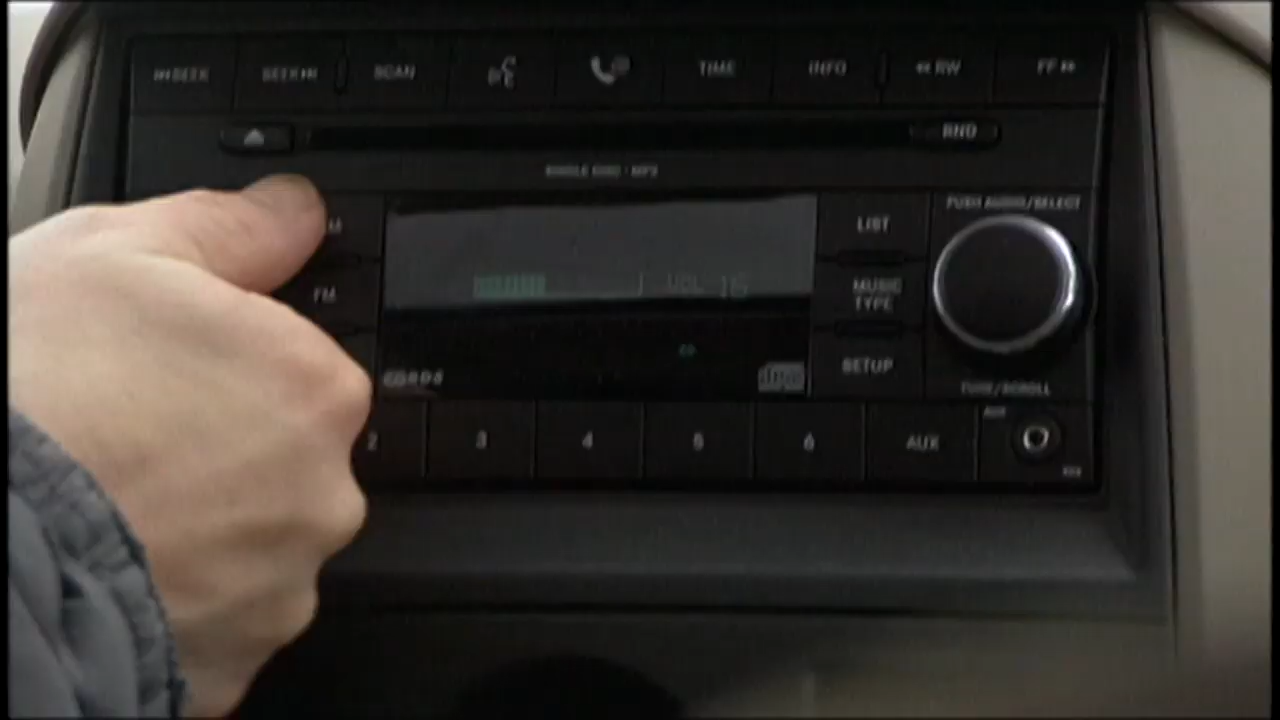 SEEK SEEK SCAN TIME INFO RW FF
RND
SINGLE DISC · MP3
PUSH AUDIO/SELECT
LIST
FM
MUSIC
TYPE
VOL 16
SETUP
TUNE/SCROLL
2 3 4 5 6 AUX